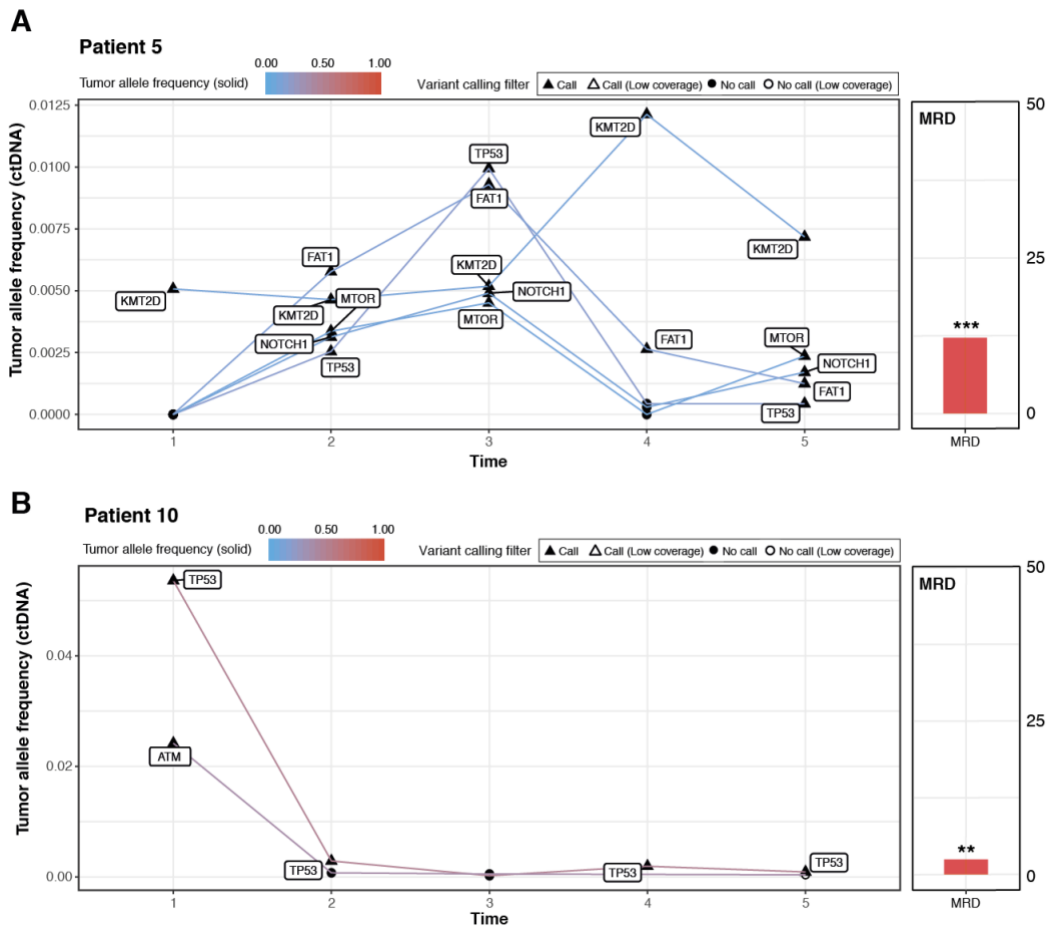 A
Patient 5
0.00 0.50 1.00
Tumor allele frequency (solid)
Variant calling filter
Call Call (Low coverage) No call No call (Low coverage)
Tumor allele frequency (ctDNA)
0.0125
0.0100
0.0075
0.0050
0.0025
0.0000
KMT2D
FAT1
MTOR
KMT2D
NOTCH1
TP53
TP53
FAT1
KMT2D
NOTCH1
MTOR
KMT2D
FAT1
KMT2D
MTOR
NOTCH1
FAT1
TP53
1 2 3 4 5
Time
MRD
50
25
0
***
MRD
B
Patient 10
0.00 0.50 1.00
Tumor allele frequency (solid)
Variant calling filter
Call Call (Low coverage) No call No call (Low coverage)
Tumor allele frequency (ctDNA)
0.04
0.02
0.00
TP53
ATM
TP53
TP53
TP53
1 2 3 4 5
Time
MRD
50
25
0
**
MRD